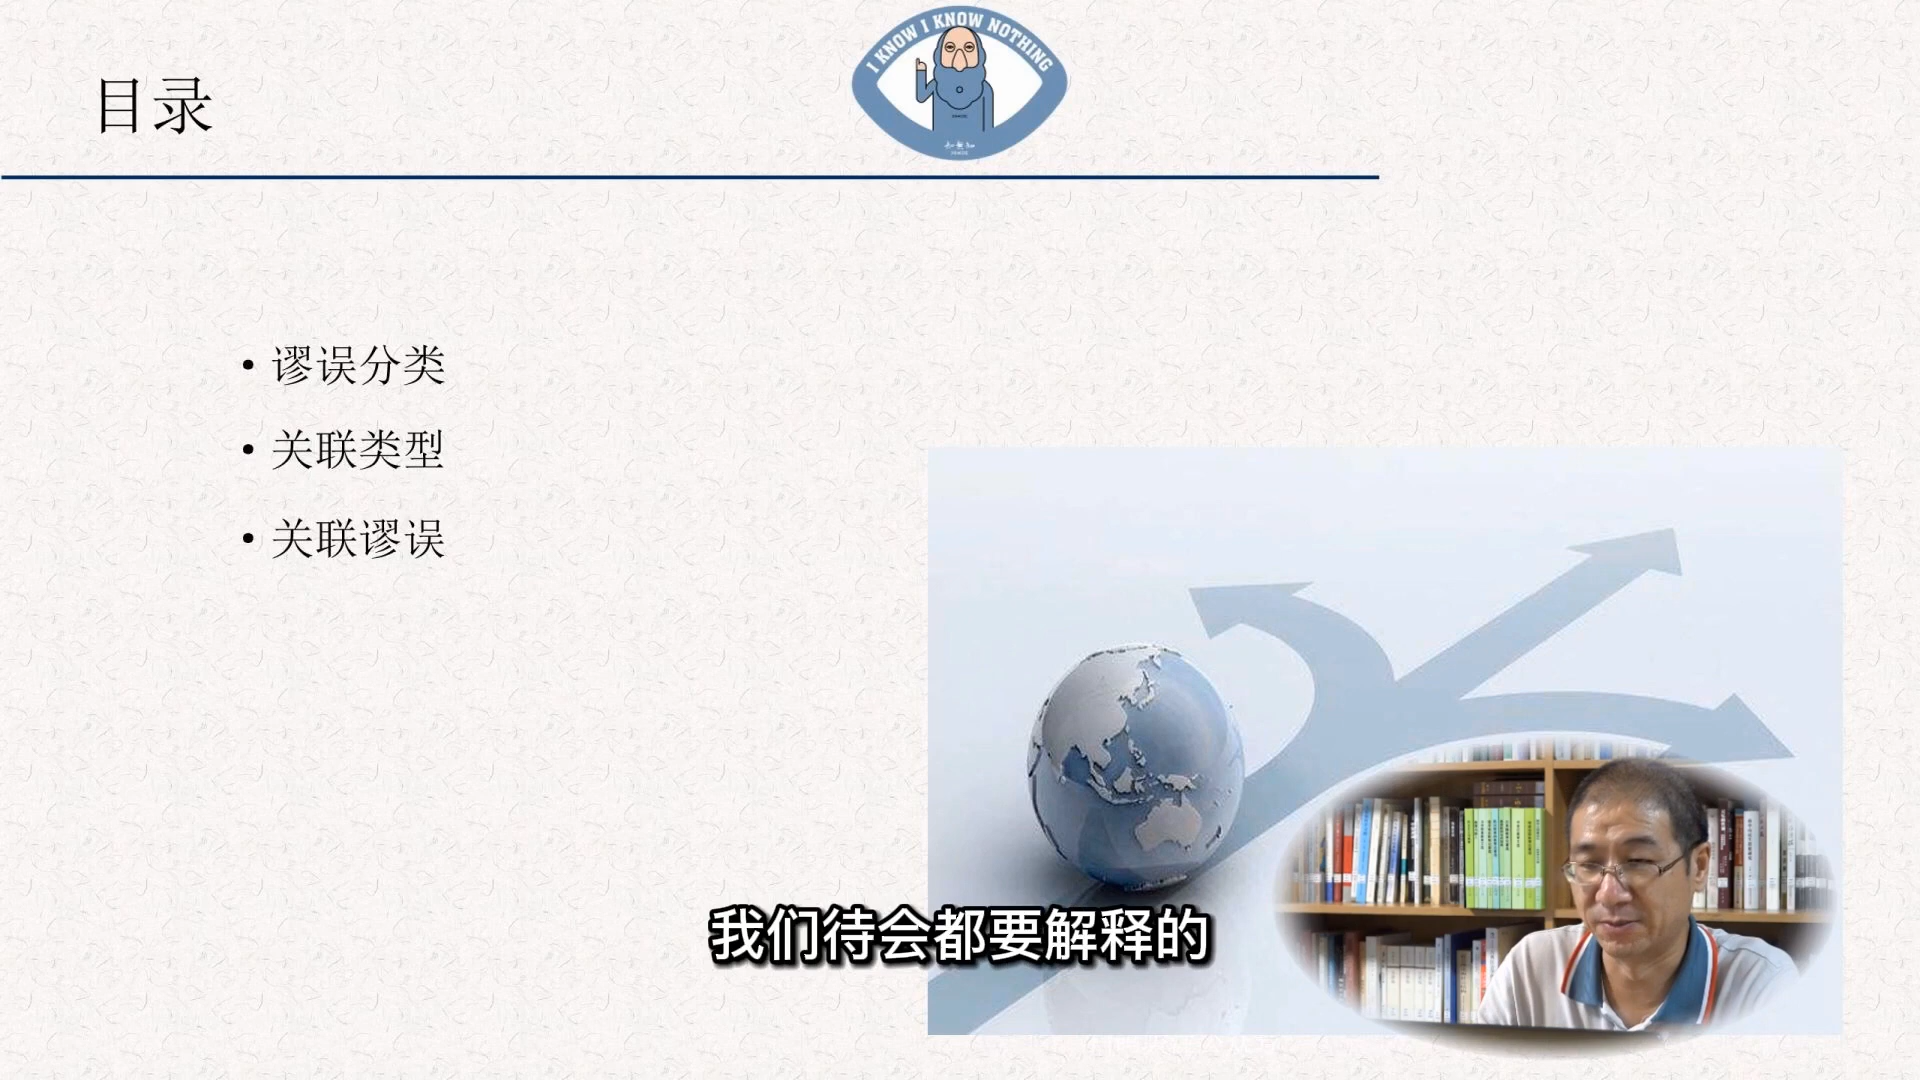 I KNOW I KNOW NOTHING
目录
• 谬误分类
• 关联类型
• 关联谬误
我们待会都要解释的